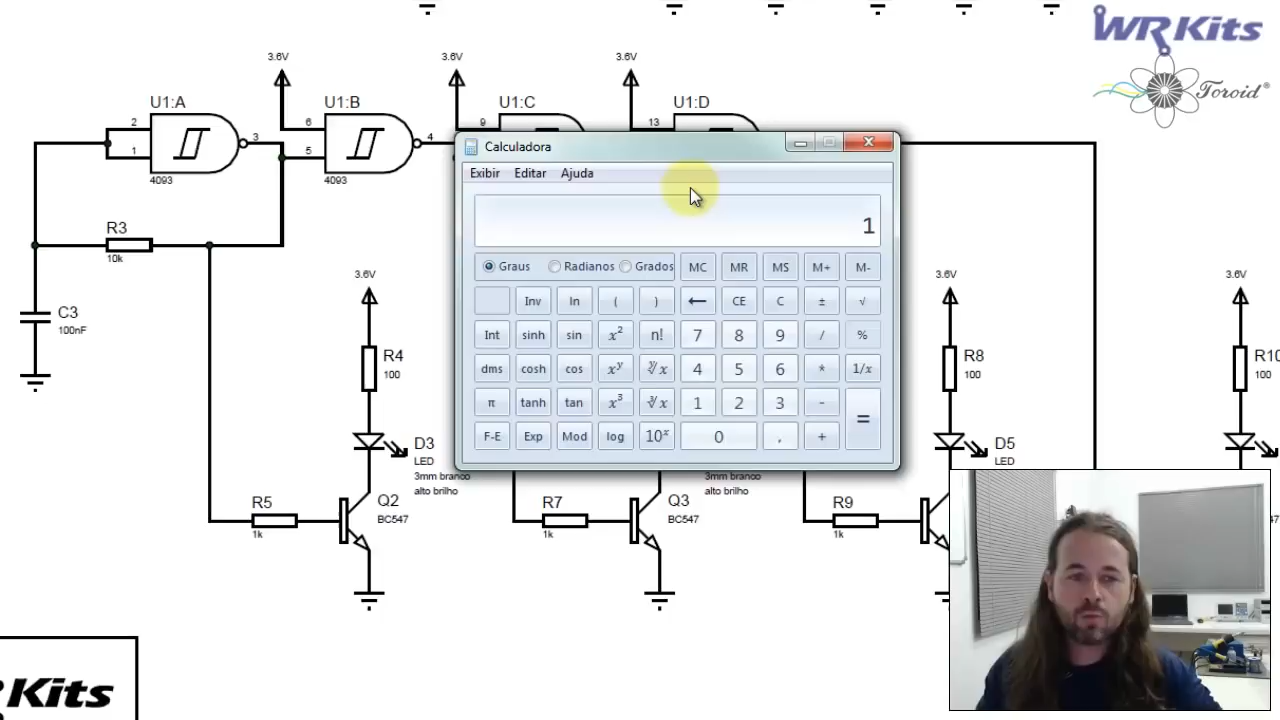 WRKits
Toroid®
3.6V
3.6V
3.6V
U1:A
U1:B
U1:C
U1:D
2
1
3
6
5
4
9
13
4093
4093
R3
10k
C3
100nF
Calculadora
Exibir Editar Ajuda
1
Graus Radianos Grados MC MR MS M+ M-
Inv ln ( ) ← CE C ± √
Int sinh sin x² n! 7 8 9 / %
dms cosh cos xʸ ʸ√x 4 5 6 * 1/x
π tanh tan x³ ³√x 1 2 3 - =
F-E Exp Mod log 10ˣ 0 , +
3.6V
R4
100
D3
LED
3mm branco
alto brilho
Q2
BC547
R5
1k
3mm branco
alto brilho
R7
1k
Q3
BC547
3.6V
R8
100
D5
LED
R9
1k
3.6V
R10
100
47
Kits